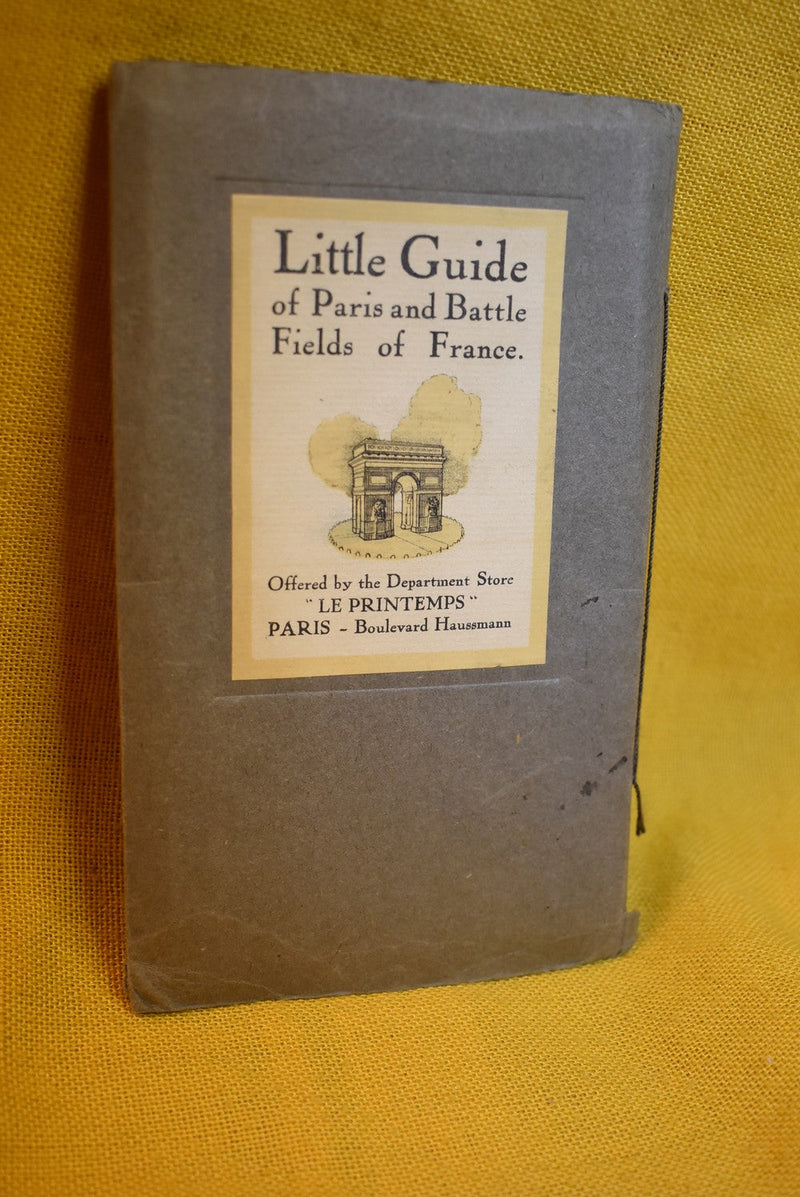 Little Guide
of Paris and Battle
Fields of France.
Offered by the Department Store
" LE PRINTEMPS "
PARIS - Boulevard Haussmann